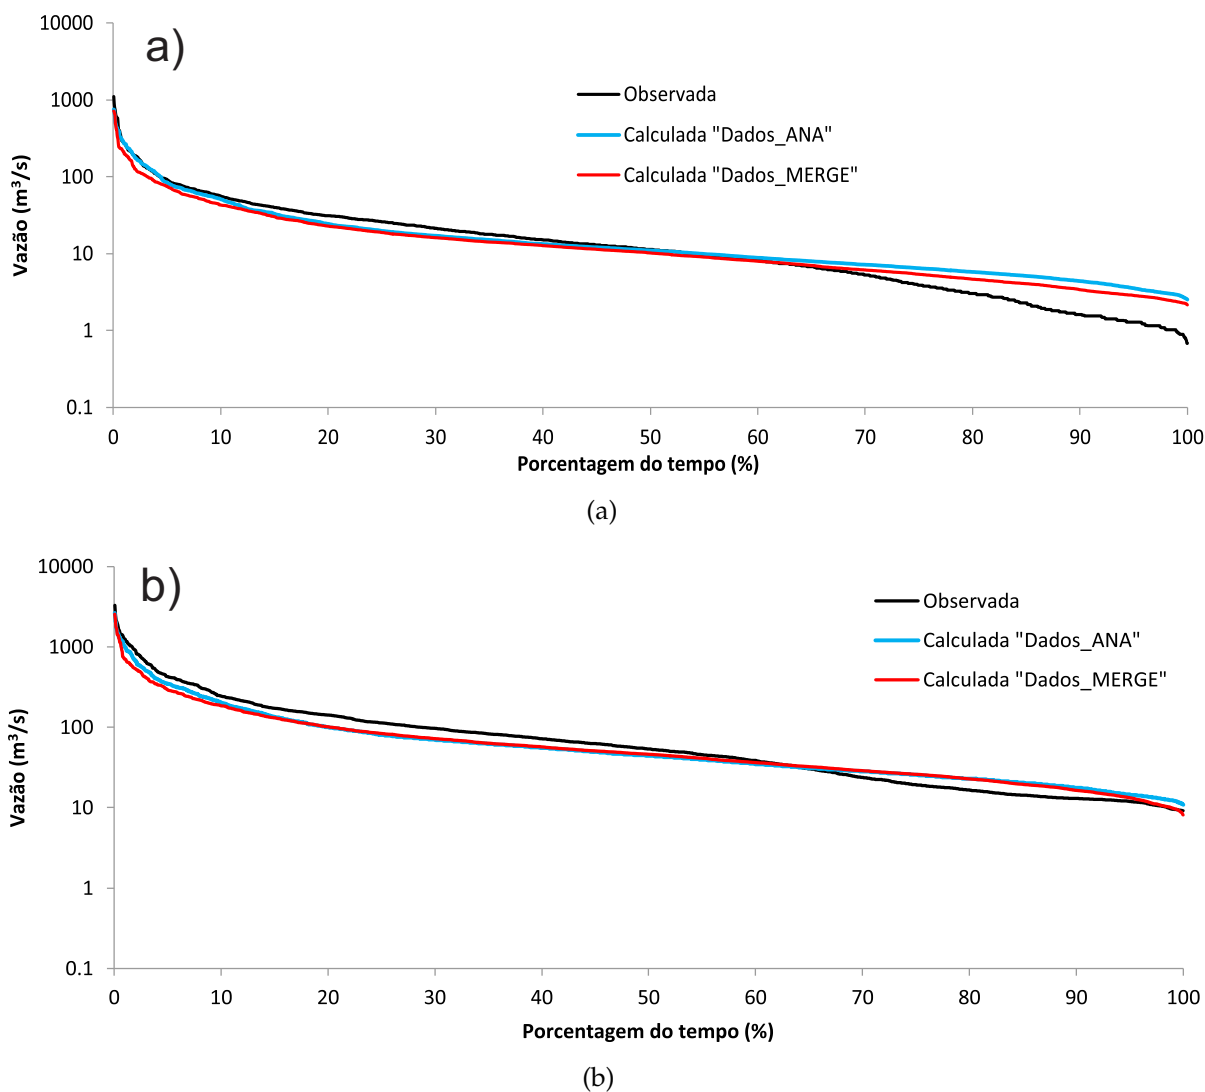 a)
10000
1000
100
10
1
0.1
Vazão (m³/s)
Observada
Calculada "Dados_ANA"
Calculada "Dados_MERGE"
0 10 20 30 40 50 60 70 80 90 100
Porcentagem do tempo (%)
(a)
b)
10000
1000
100
10
1
0.1
Vazão (m³/s)
Observada
Calculada "Dados_ANA"
Calculada "Dados_MERGE"
0 10 20 30 40 50 60 70 80 90 100
Porcentagem do tempo (%)
(b)